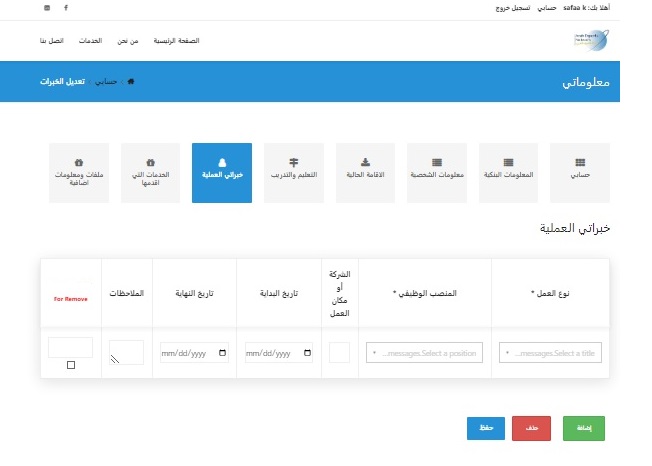 أهلا بك: safaa k حسابي تسجيل خروج
الصفحة الرئيسية من نحن الخدمات اتصل بنا
معلوماتي
حسابي تعديل الخبرات
حسابي
المعلومات البنكية
معلومات الشخصية
الاقامة الحالية
التعليم والتدريب
خبراتي العملية
الخدمات التي
اقدمها
ملفات ومعلومات
اضافية
خبراتي العملية
نوع العمل *
المنصب الوظيفي *
الشركة
أو
مكان
العمل
تاريخ البداية
تاريخ النهاية
الملاحظات
For Remove
messages.Select a title...
messages.Select a position...
mm/dd/yyyy
mm/dd/yyyy
إضافة
حذف
حفظ